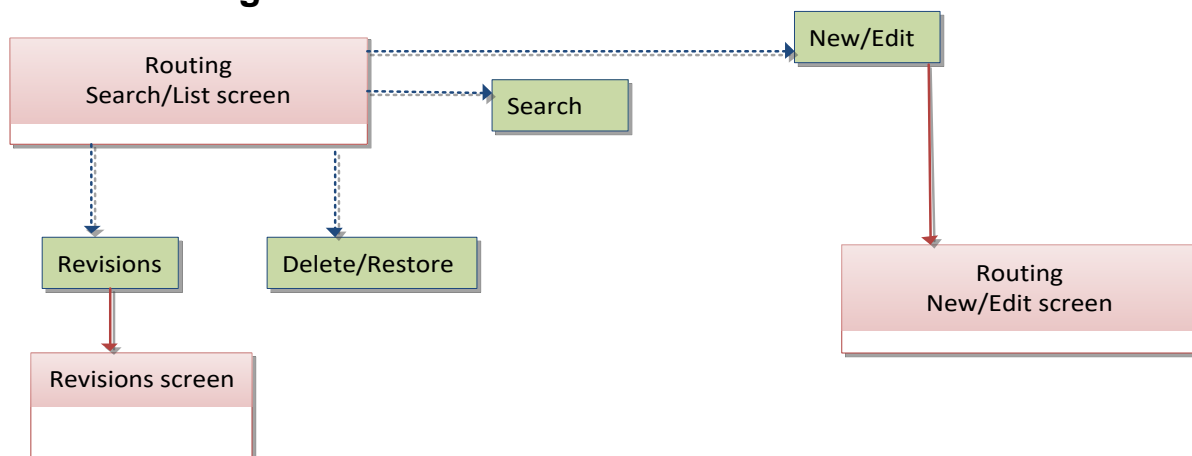 Routing
Search/List screen
New/Edit
Search
Revisions
Delete/Restore
Routing
New/Edit screen
Revisions screen